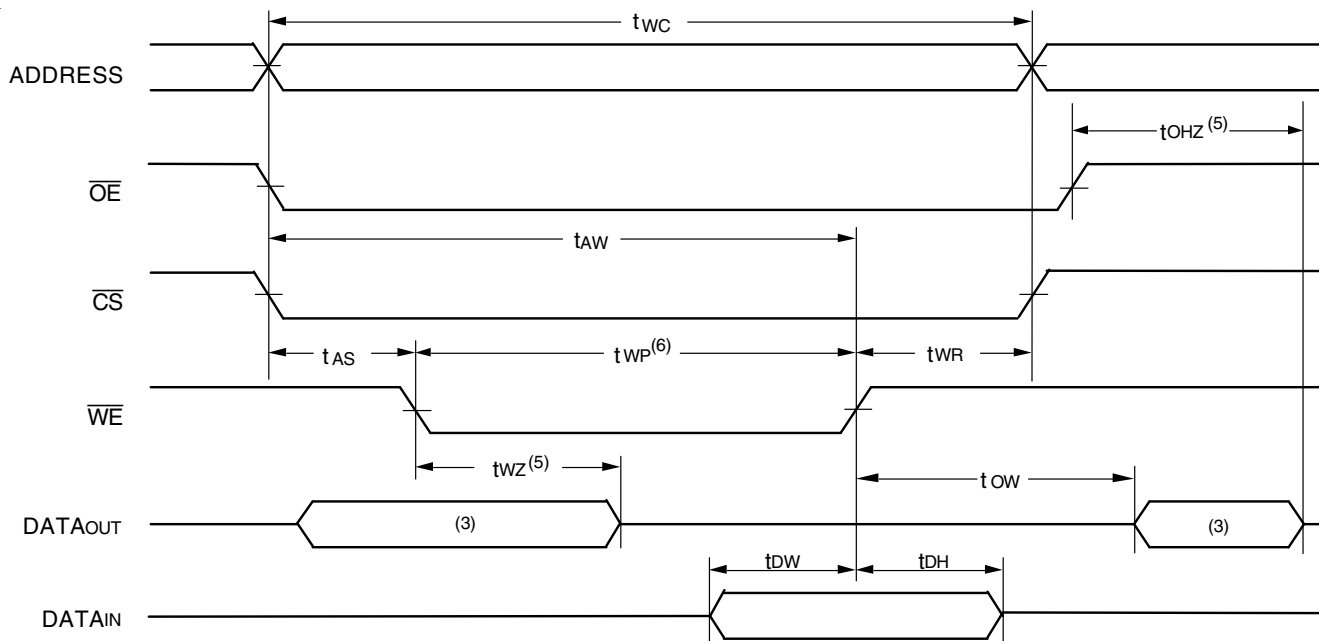 tWC
ADDRESS
tOHZ(5)
OE
tAW
CS
tAS
tWP(6)
tWR
WE
tWZ(5)
tOW
DATAOUT
(3)
(3)
tDW
tDH
DATAIN